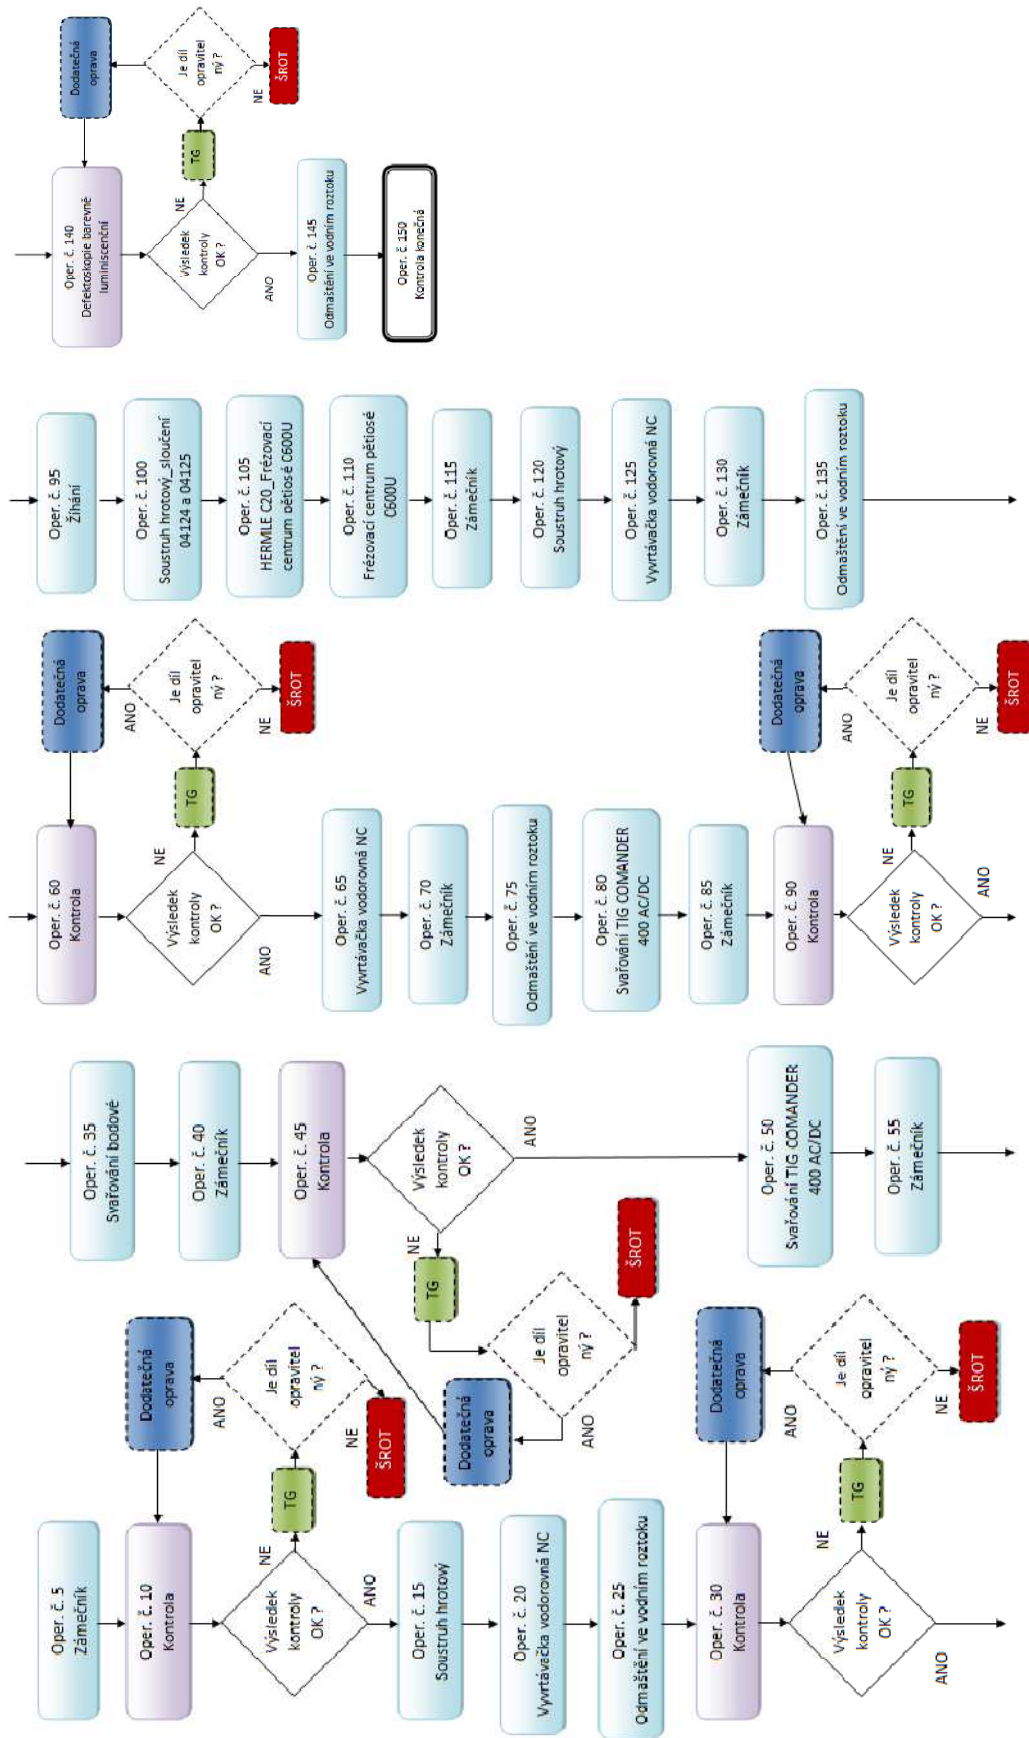 Oper. č. 5
Zámečník
Oper. č. 10
Kontrola
Dodatečná
oprava
Výsledek
kontroly
OK ?
NE
TG
Je díl
opravitel
ný ?
ANO
NE
ŠROT
ANO
Oper. č. 15
Soustruh hrotový
Oper. č. 20
Vyvrtávačka vodorovná NC
Oper. č. 25
Odmaštění ve vodním roztoku
Oper. č. 30
Kontrola
Dodatečná
oprava
Výsledek
kontroly
OK ?
NE
TG
Je díl
opravitel
ný ?
ANO
NE
ŠROT
ANO
Oper. č. 35
Svařování bodové
Oper. č. 40
Zámečník
Oper. č. 45
Kontrola
Výsledek
kontroly
OK ?
NE
TG
Je díl
opravitel
ný ?
ANO
Dodatečná
oprava
ŠROT
ANO
Oper. č. 50
Svařování TIG COMANDER
400 AC/DC
Oper. č. 55
Zámečník
Oper. č. 60
Kontrola
Dodatečná
oprava
Výsledek
kontroly
OK ?
NE
TG
Je díl
opravitel
ný ?
ANO
NE
ŠROT
ANO
Oper. č. 65
Vyvrtávačka vodorovná NC
Oper. č. 70
Zámečník
Oper. č. 75
Odmaštění ve vodním roztoku
Oper. č. 80
Svařování TIG COMANDER
400 AC/DC
Oper. č. 85
Zámečník
Oper. č. 90
Kontrola
Dodatečná
oprava
Výsledek
kontroly
OK ?
NE
TG
Je díl
opravitel
ný ?
ANO
NE
ŠROT
ANO
Oper. č. 95
Žíhání
Oper. č. 100
Soustruh hrotový_sloučení
04124 a 04125
Oper. č. 105
HERMLE C20_Frézovací
centrum pětiosé C600U
Oper. č. 110
Frézovací centrum pětiosé
C600U
Oper. č. 115
Zámečník
Oper. č. 120
Soustruh hrotový
Oper. č. 125
Vyvrtávačka vodorovná NC
Oper. č. 130
Zámečník
Oper. č. 135
Odmaštění ve vodním roztoku
Oper. č. 140
Defektoskopie barevně
luminiscenční
Dodatečná
oprava
Výsledek
kontroly
OK ?
NE
TG
Je díl
opravitel
ný ?
NE
ŠROT
ANO
Oper. č. 145
Odmaštění ve vodním roztoku
Oper. č. 150
Kontrola konečná